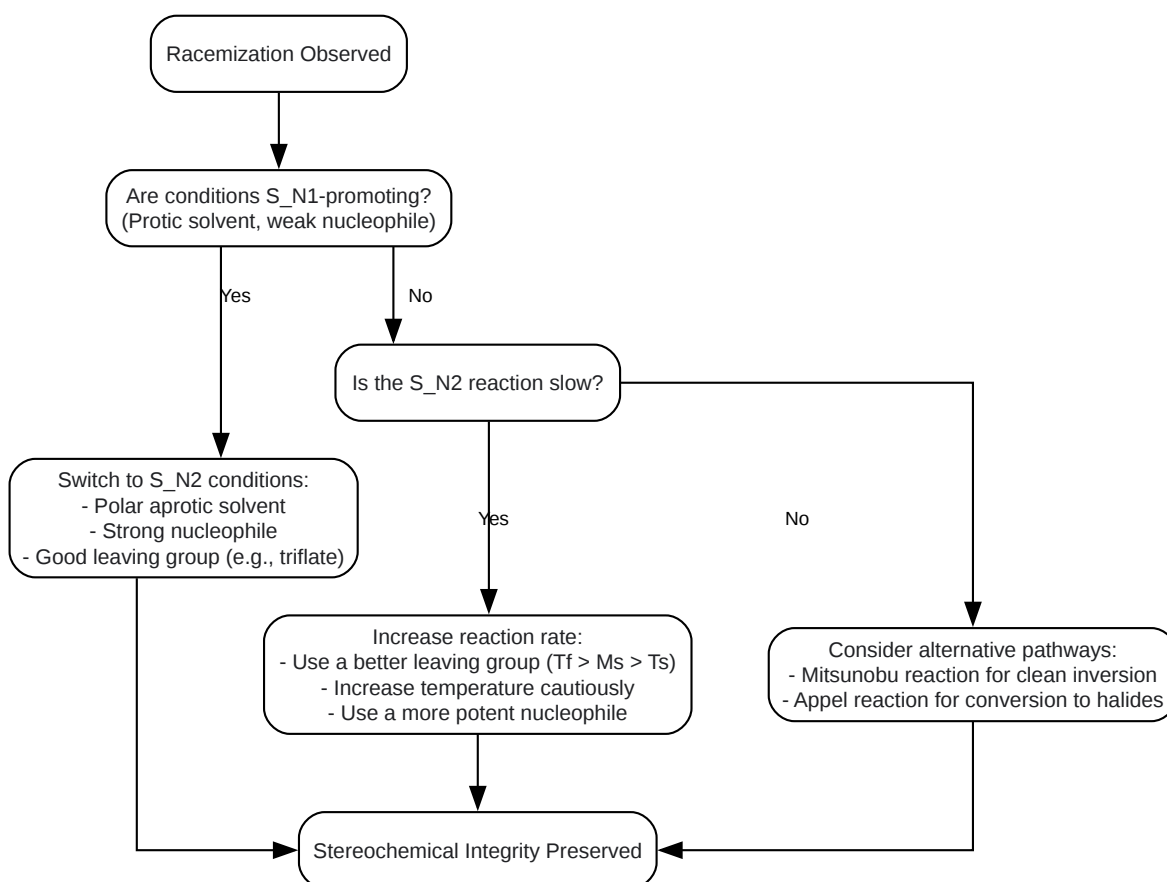 Racemization Observed
Are conditions S_N1-promoting?
(Protic solvent, weak nucleophile)
Yes
No
Is the S_N2 reaction slow?
Switch to S_N2 conditions:
- Polar aprotic solvent
- Strong nucleophile
- Good leaving group (e.g., triflate)
Yes
No
Increase reaction rate:
- Use a better leaving group (Tf > Ms > Ts)
- Increase temperature cautiously
- Use a more potent nucleophile
Consider alternative pathways:
- Mitsunobu reaction for clean inversion
- Appel reaction for conversion to halides
Stereochemical Integrity Preserved